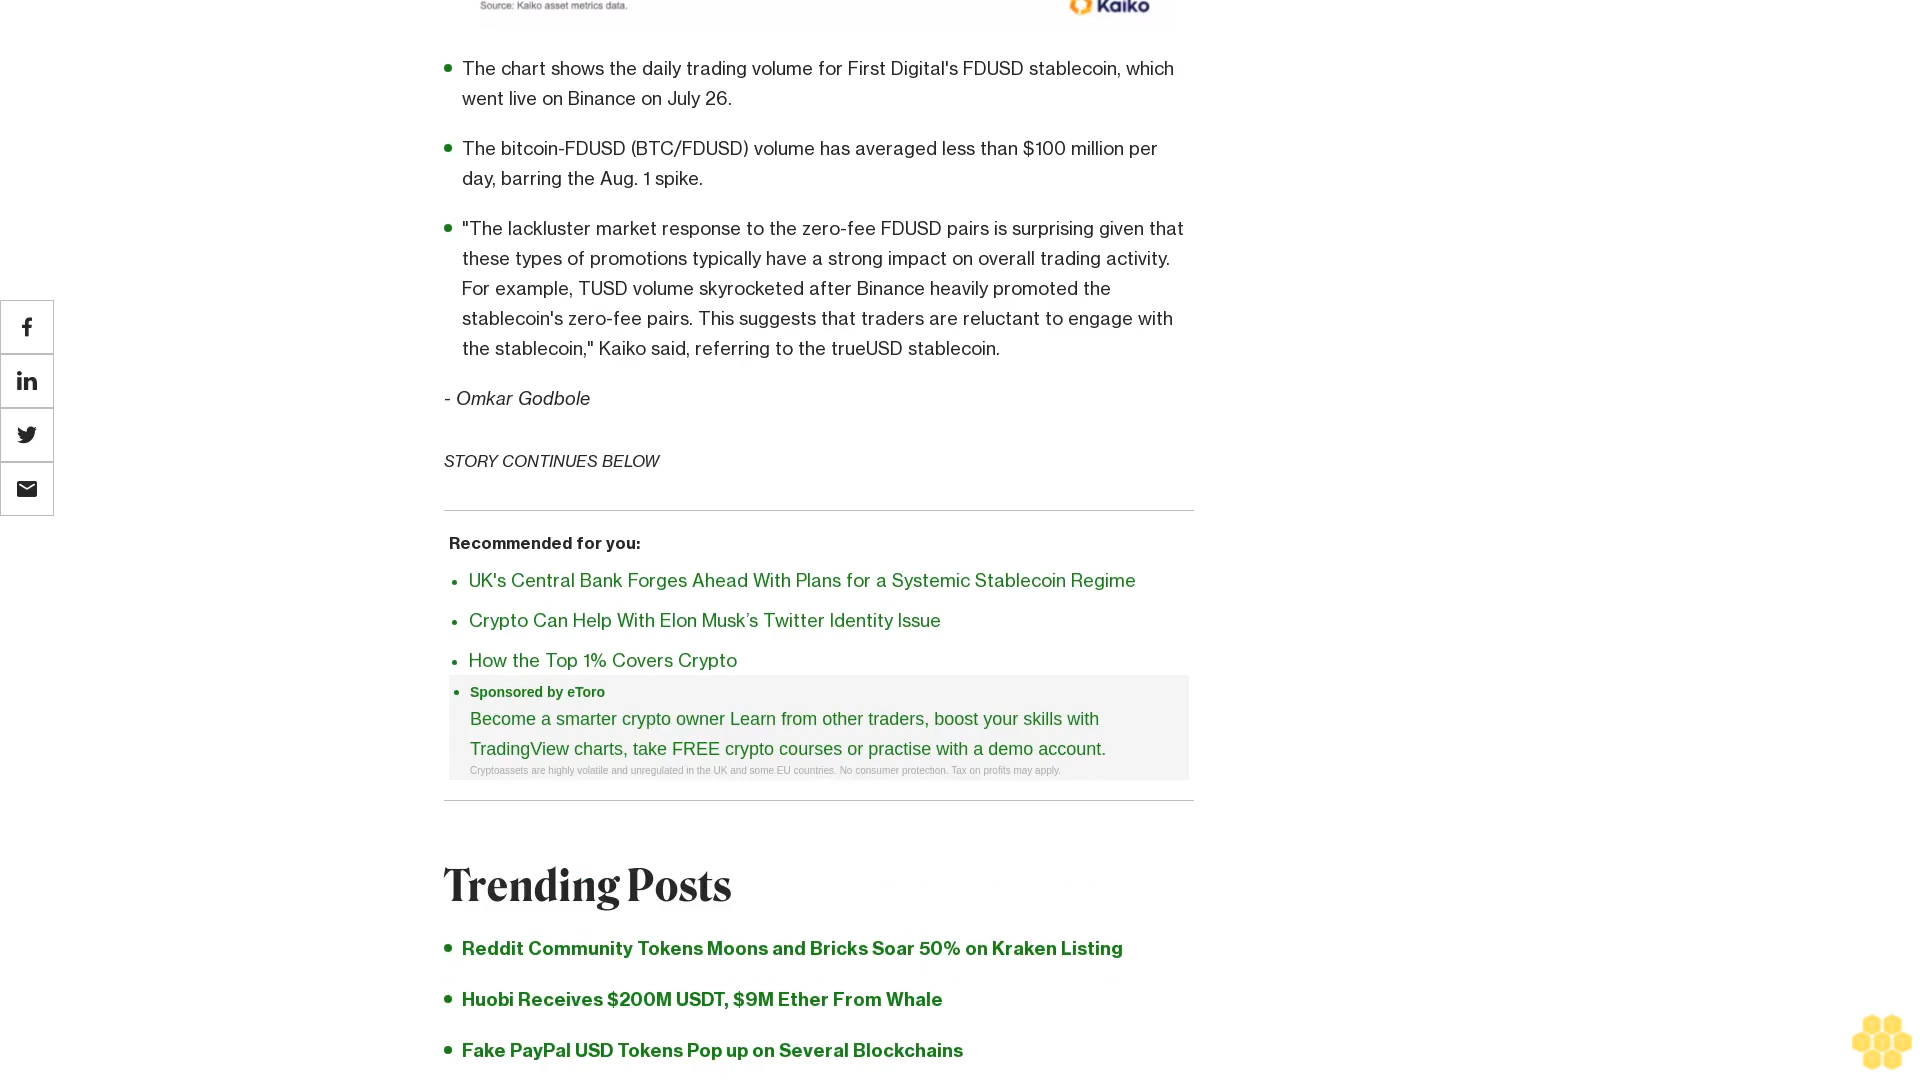 Source: Kaiko asset metrics data.
Kaiko
The chart shows the daily trading volume for First Digital's FDUSD stablecoin, which
went live on Binance on July 26.
The bitcoin-FDUSD (BTC/FDUSD) volume has averaged less than $100 million per
day, barring the Aug. 1 spike.
"The lackluster market response to the zero-fee FDUSD pairs is surprising given that
these types of promotions typically have a strong impact on overall trading activity.
For example, TUSD volume skyrocketed after Binance heavily promoted the
stablecoin's zero-fee pairs. This suggests that traders are reluctant to engage with
the stablecoin," Kaiko said, referring to the trueUSD stablecoin.
- Omkar Godbole
STORY CONTINUES BELOW
Recommended for you:
UK's Central Bank Forges Ahead With Plans for a Systemic Stablecoin Regime
Crypto Can Help With Elon Musk’s Twitter Identity Issue
How the Top 1% Covers Crypto
Sponsored by eToro
Become a smarter crypto owner Learn from other traders, boost your skills with
TradingView charts, take FREE crypto courses or practise with a demo account.
Cryptoassets are highly volatile and unregulated in the UK and some EU countries. No consumer protection. Tax on profits may apply.
Trending Posts
Reddit Community Tokens Moons and Bricks Soar 50% on Kraken Listing
Huobi Receives $200M USDT, $9M Ether From Whale
Fake PayPal USD Tokens Pop up on Several Blockchains